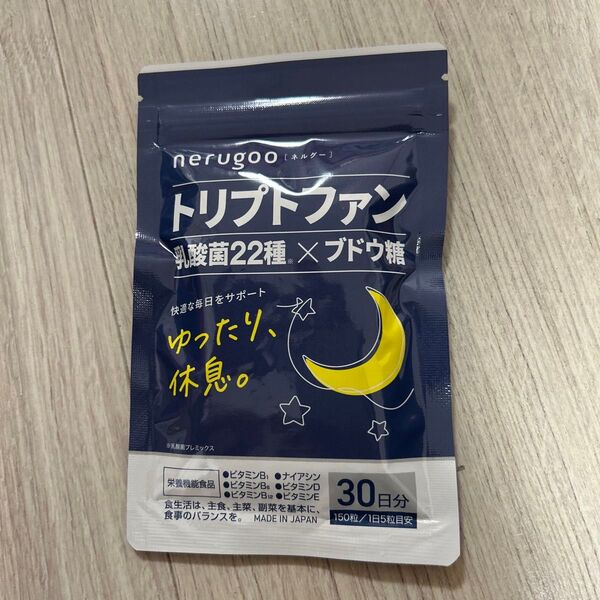 nerugoo [ネルグー]
トリプトファン
乳酸菌22種※×ブドウ糖
快適な毎日をサポート
ゆったり、
休息。
※乳酸菌プレミックス
栄養機能食品
●ビタミンB1 ●ナイアシン
●ビタミンB6 ●ビタミンD
●ビタミンB12 ●ビタミンE
食生活は、主食、主菜、副菜を基本に、
食事のバランスを。 MADE IN JAPAN
30日分
150粒/1日5粒目安